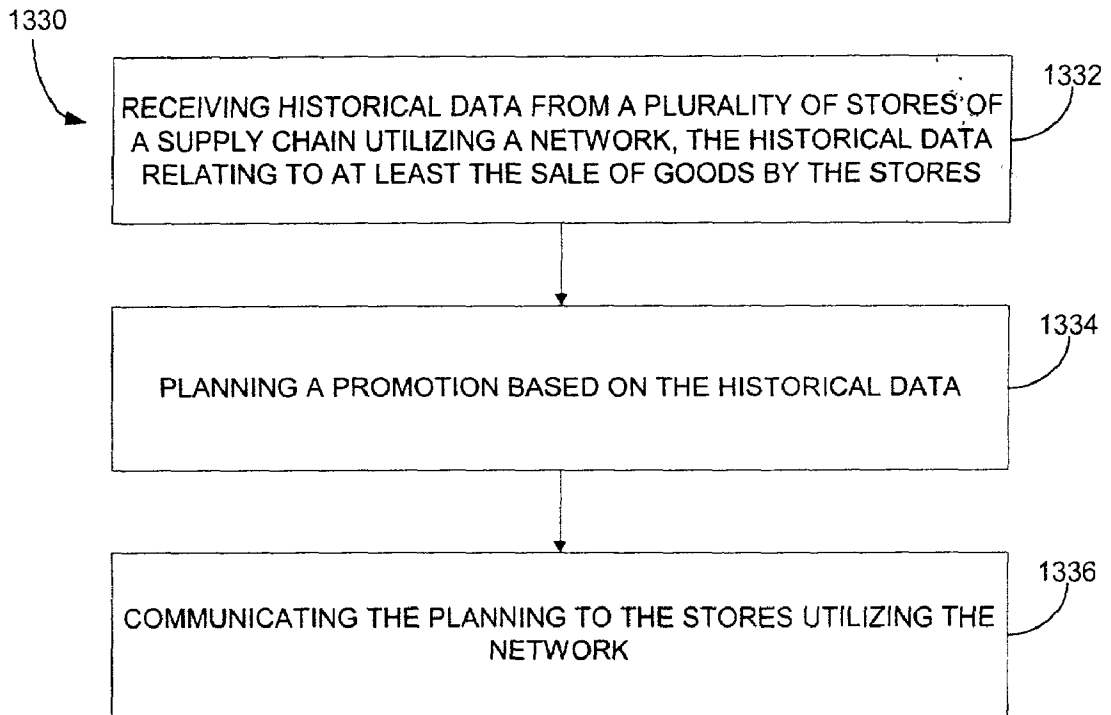 1330
1332
RECEIVING HISTORICAL DATA FROM A PLURALITY OF STORES OF
A SUPPLY CHAIN UTILIZING A NETWORK, THE HISTORICAL DATA
RELATING TO AT LEAST THE SALE OF GOODS BY THE STORES
1334
PLANNING A PROMOTION BASED ON THE HISTORICAL DATA
1336
COMMUNICATING THE PLANNING TO THE STORES UTILIZING THE
NETWORK